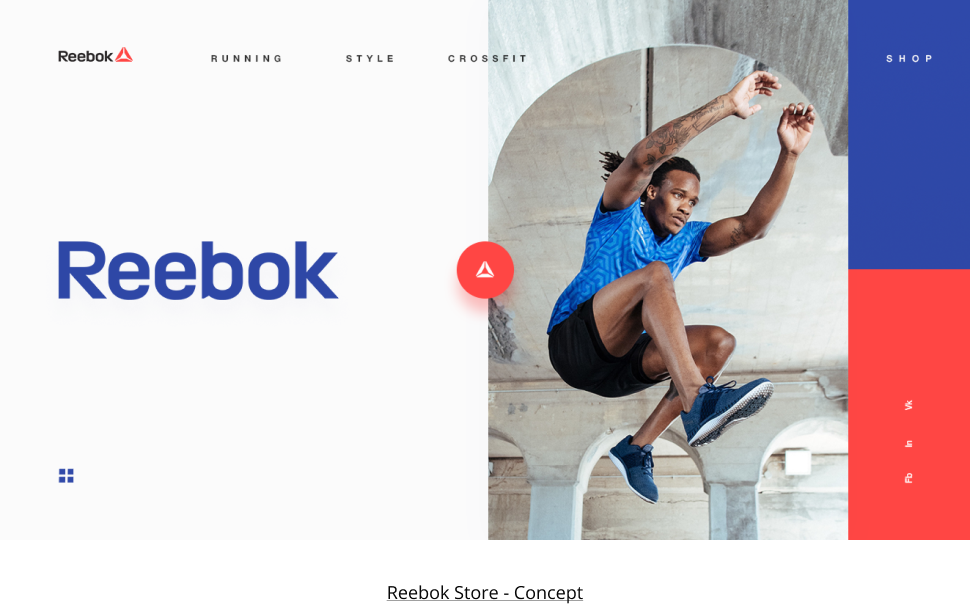 Reebok
RUNNING STYLE CROSSFIT SHOP
Reebok
Vk
In
Fb
Reebok Store - Concept